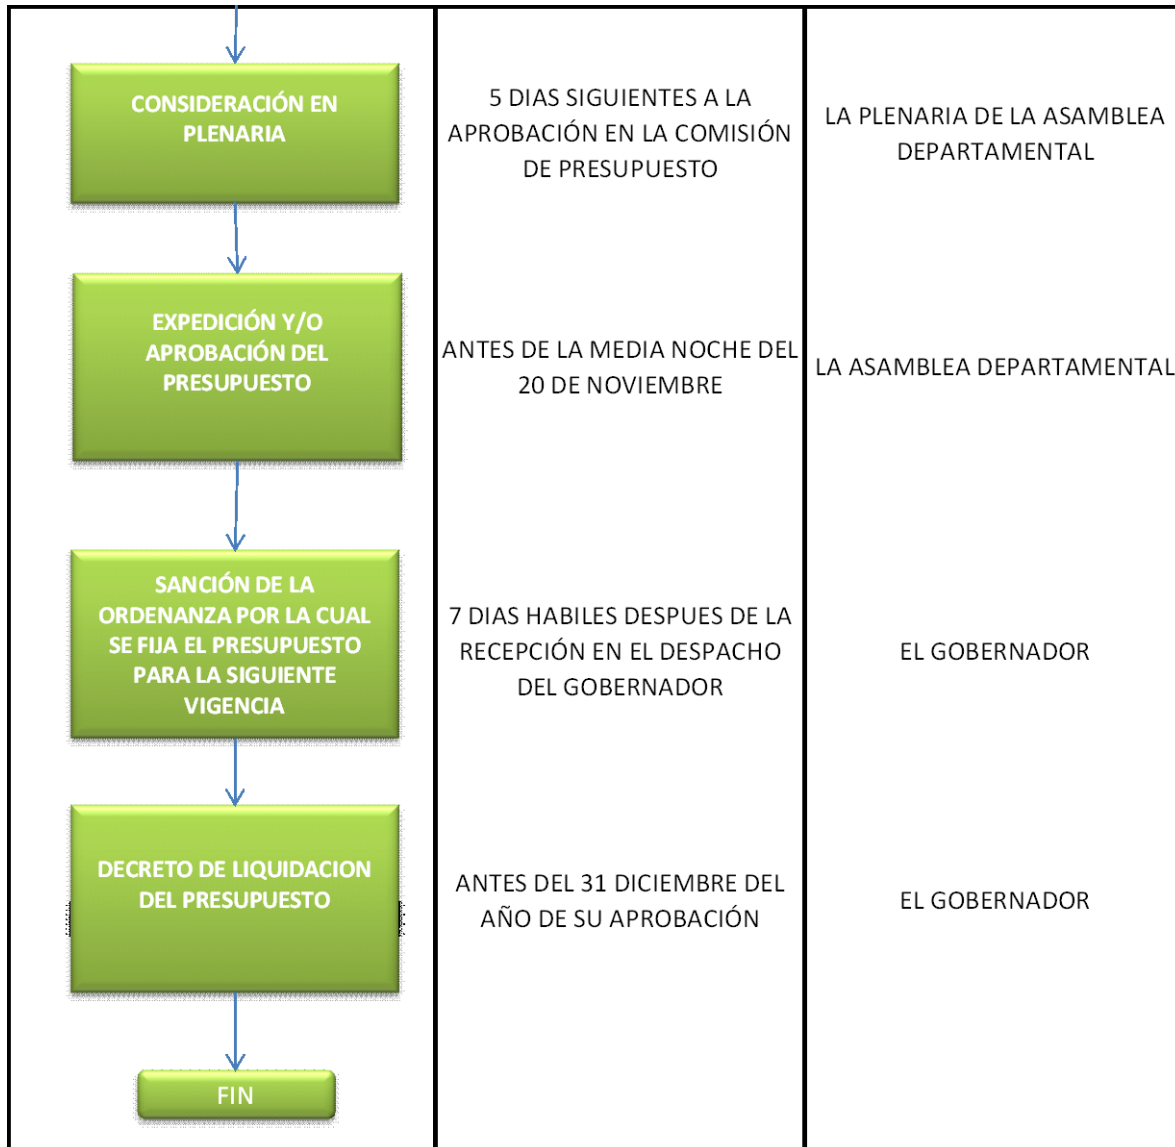 CONSIDERACIÓN EN
PLENARIA
5 DIAS SIGUIENTES A LA
APROBACIÓN EN LA COMISIÓN
DE PRESUPUESTO
LA PLENARIA DE LA ASAMBLEA
DEPARTAMENTAL
EXPEDICIÓN Y/O
APROBACIÓN DEL
PRESUPUESTO
ANTES DE LA MEDIA NOCHE DEL
20 DE NOVIEMBRE
LA ASAMBLEA DEPARTAMENTAL
SANCIÓN DE LA
ORDENANZA POR LA CUAL
SE FIJA EL PRESUPUESTO
PARA LA SIGUIENTE
VIGENCIA
7 DIAS HABILES DESPUES DE LA
RECEPCIÓN EN EL DESPACHO
DEL GOBERNADOR
EL GOBERNADOR
DECRETO DE LIQUIDACION
DEL PRESUPUESTO
ANTES DEL 31 DICIEMBRE DEL
AÑO DE SU APROBACIÓN
EL GOBERNADOR
FIN